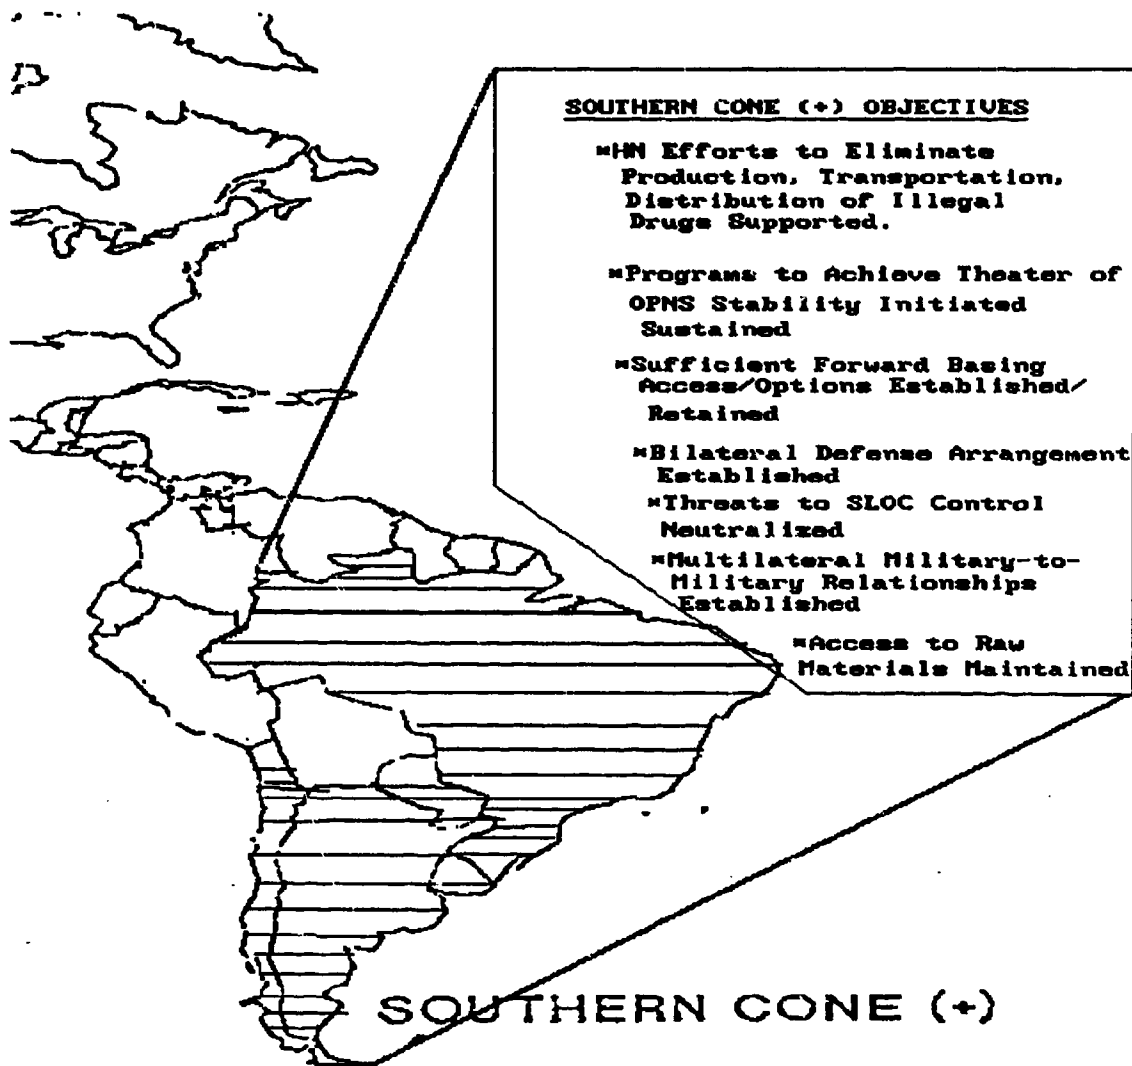 SOUTHERN CONE (+) OBJECTIVES
*HN Efforts to Eliminate
Production, Transportation,
Distribution of Illegal
Drugs Supported.
*Programs to Achieve Theater of
OPNS Stability Initiated
Sustained
*Sufficient Forward Basing
Access/Options Established/
Retained
*Bilateral Defense Arrangement
Established
*Threats to SLOC Control
Neutralized
*Multilateral Military-to-
Military Relationships
Established
*Access to Raw
Materials Maintained
SOUTHERN CONE (+)